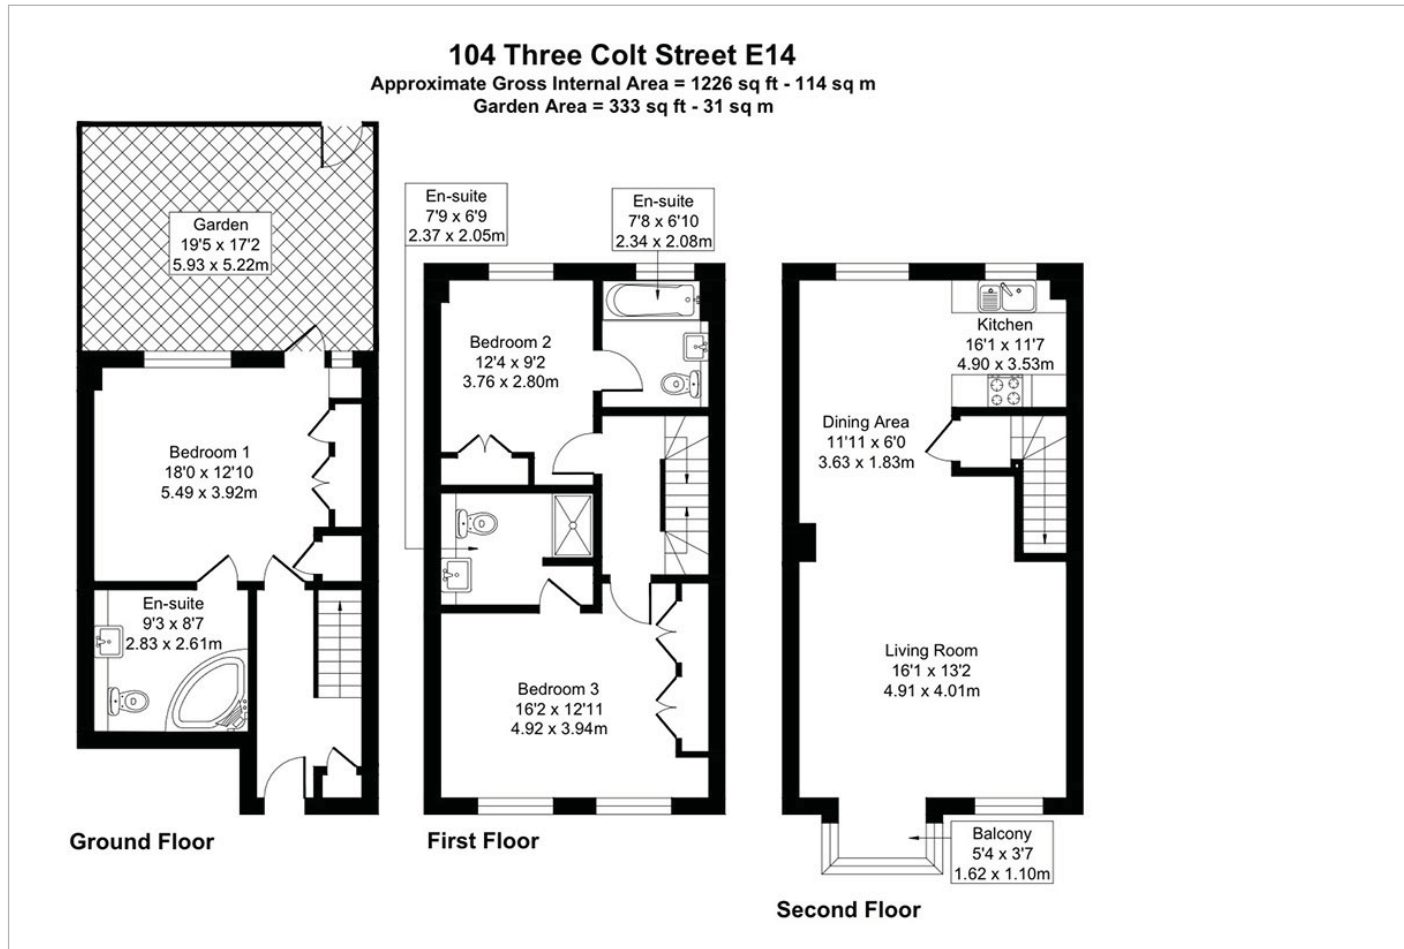 104 Three Colt Street E14
Approximate Gross Internal Area = 1226 sq ft - 114 sq m
Garden Area = 333 sq ft - 31 sq m
Garden
19'5 x 17'2
5.93 x 5.22m
Bedroom 1
18'0 x 12'10
5.49 x 3.92m
En-suite
9'3 x 8'7
2.83 x 2.61m
Ground Floor
En-suite
7'9 x 6'9
2.37 x 2.05m
En-suite
7'8 x 6'10
2.34 x 2.08m
Bedroom 2
12'4 x 9'2
3.76 x 2.80m
Bedroom 3
16'2 x 12'11
4.92 x 3.94m
First Floor
Kitchen
16'1 x 11'7
4.90 x 3.53m
Dining Area
11'11 x 6'0
3.63 x 1.83m
Living Room
16'1 x 13'2
4.91 x 4.01m
Balcony
5'4 x 3'7
1.62 x 1.10m
Second Floor